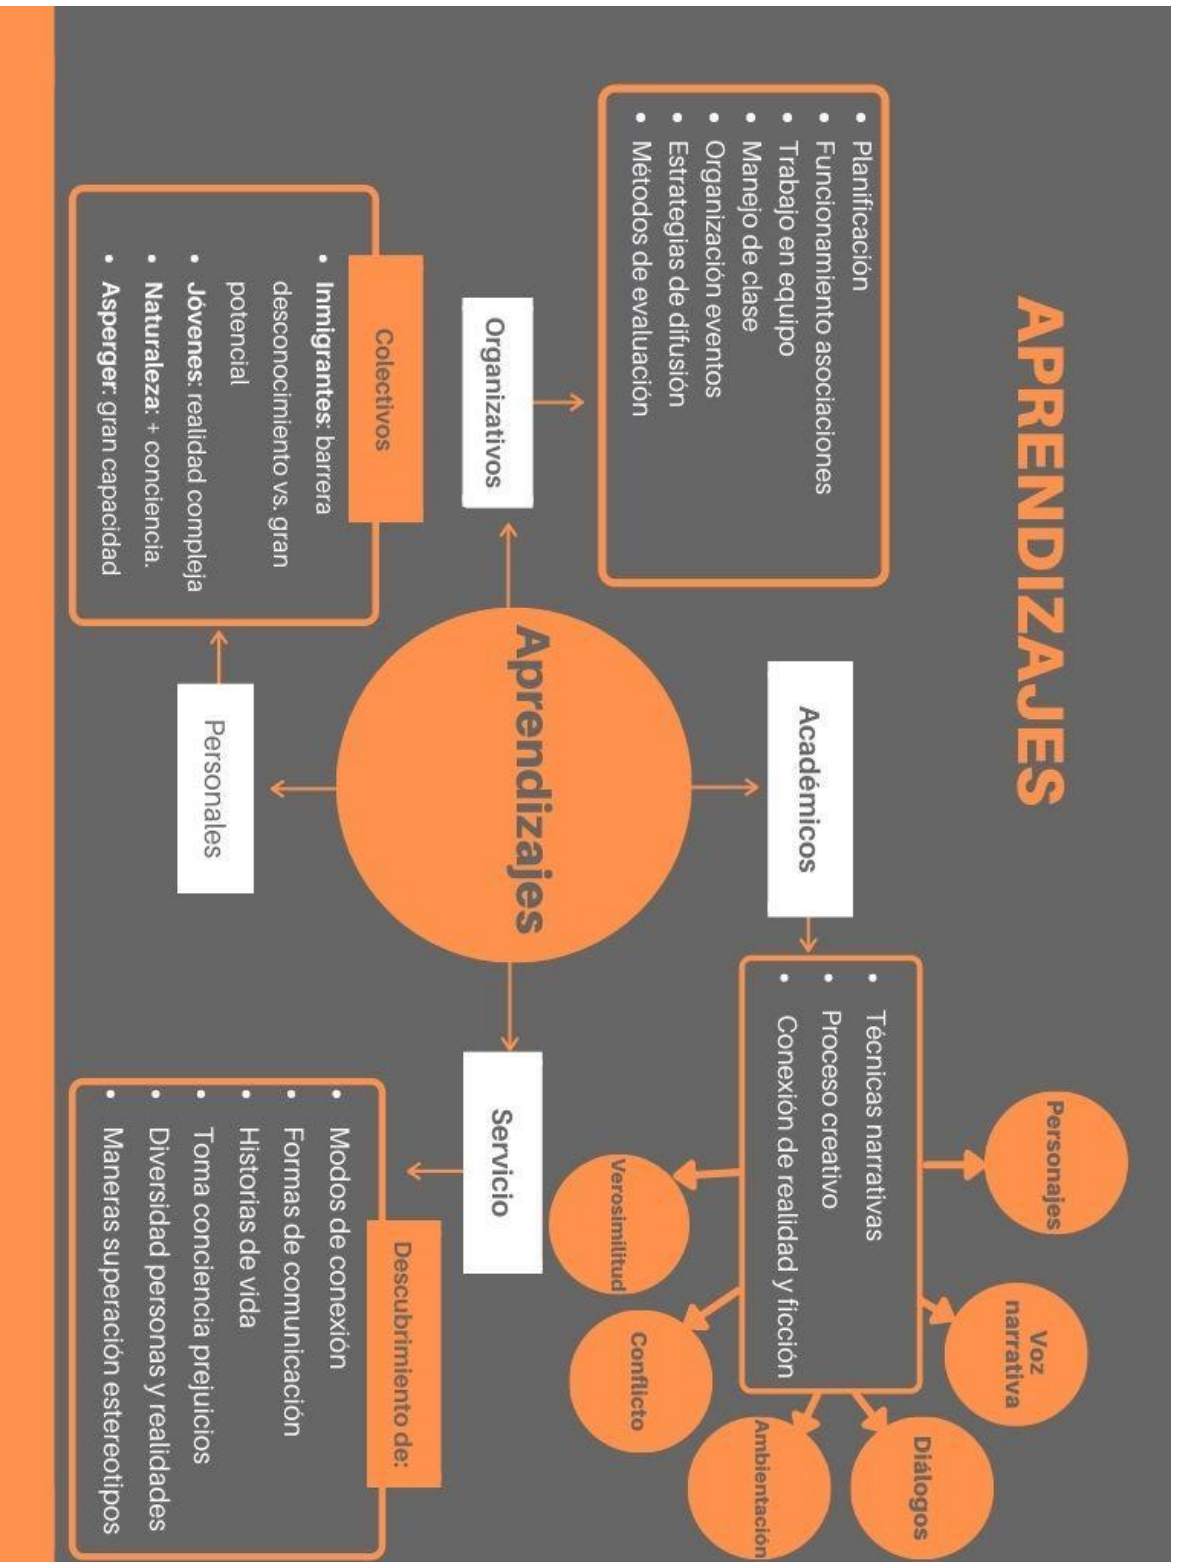 APRENDIZAJES
Planificación
Funcionamiento asociaciones
Trabajo en equipo
Manejo de clase
Organización eventos
Estrategias de difusión
Métodos de evaluación
Organizativos
Colectivos
Inmigrantes: barrera
desconocimiento vs. gran
potencial
Jóvenes: realidad compleja
Naturaleza: + conciencia.
Asperger: gran capacidad
Personales
Aprendizajes
Académicos
Técnicas narrativas
Proceso creativo
Conexión de realidad y ficción
Personajes
Voz
narrativa
Diálogos
Ambientación
Conflicto
Verosimilitud
Servicio
Descubrimiento de:
Modos de conexión
Formas de comunicación
Historias de vida
Toma conciencia prejuicios
Diversidad personas y realidades
Maneras superación estereotipos